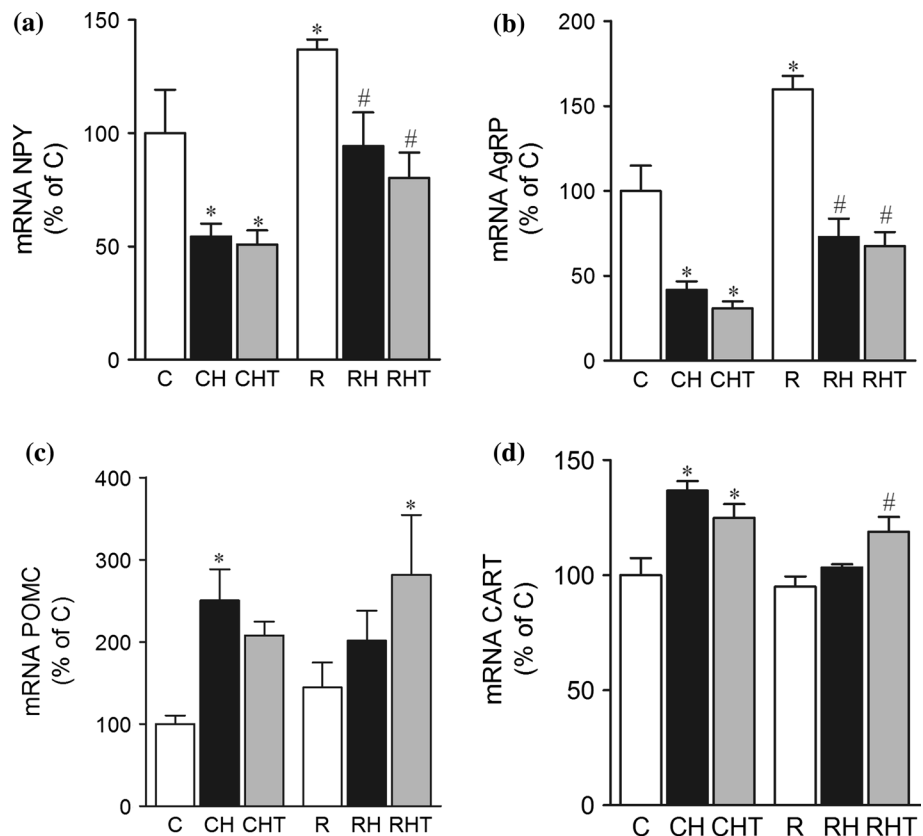 (a)
mRNA NPY
(% of C)
150
100
50
0
*
*
*
#
#
C CH CHT R RH RHT
(b)
mRNA AgRP
(% of C)
200
150
100
50
0
*
*
*
#
#
C CH CHT R RH RHT
(c)
mRNA POMC
(% of C)
400
300
200
100
0
*
*
C CH CHT R RH RHT
(d)
mRNA CART
(% of C)
150
100
50
0
*
*
#
C CH CHT R RH RHT